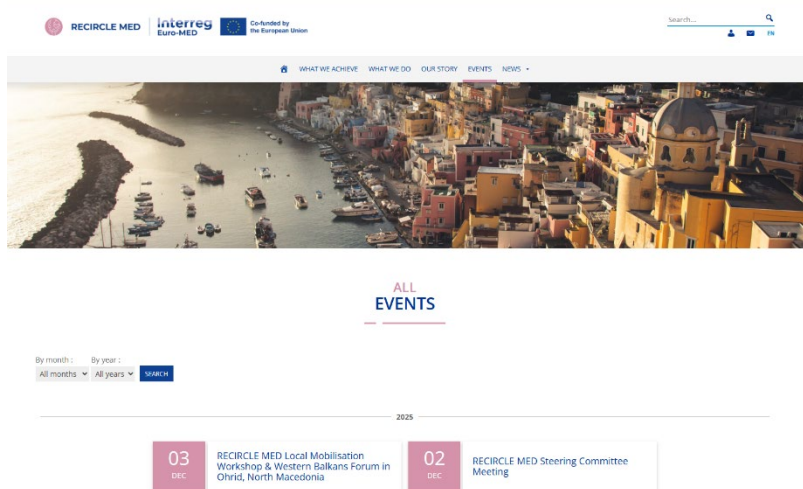 RECIRCLE MED
Interreg
Euro-MED
Co-funded by
the European Union
Search...
EN
WHAT WE ACHIEVE WHAT WE DO OUR STORY EVENTS NEWS
ALL
EVENTS
By month : By year :
All months All years SEARCH
2025
03
DEC
RECIRCLE MED Local Mobilisation
Workshop & Western Balkans Forum in
Ohrid, North Macedonia
02
DEC
RECIRCLE MED Steering Committee
Meeting